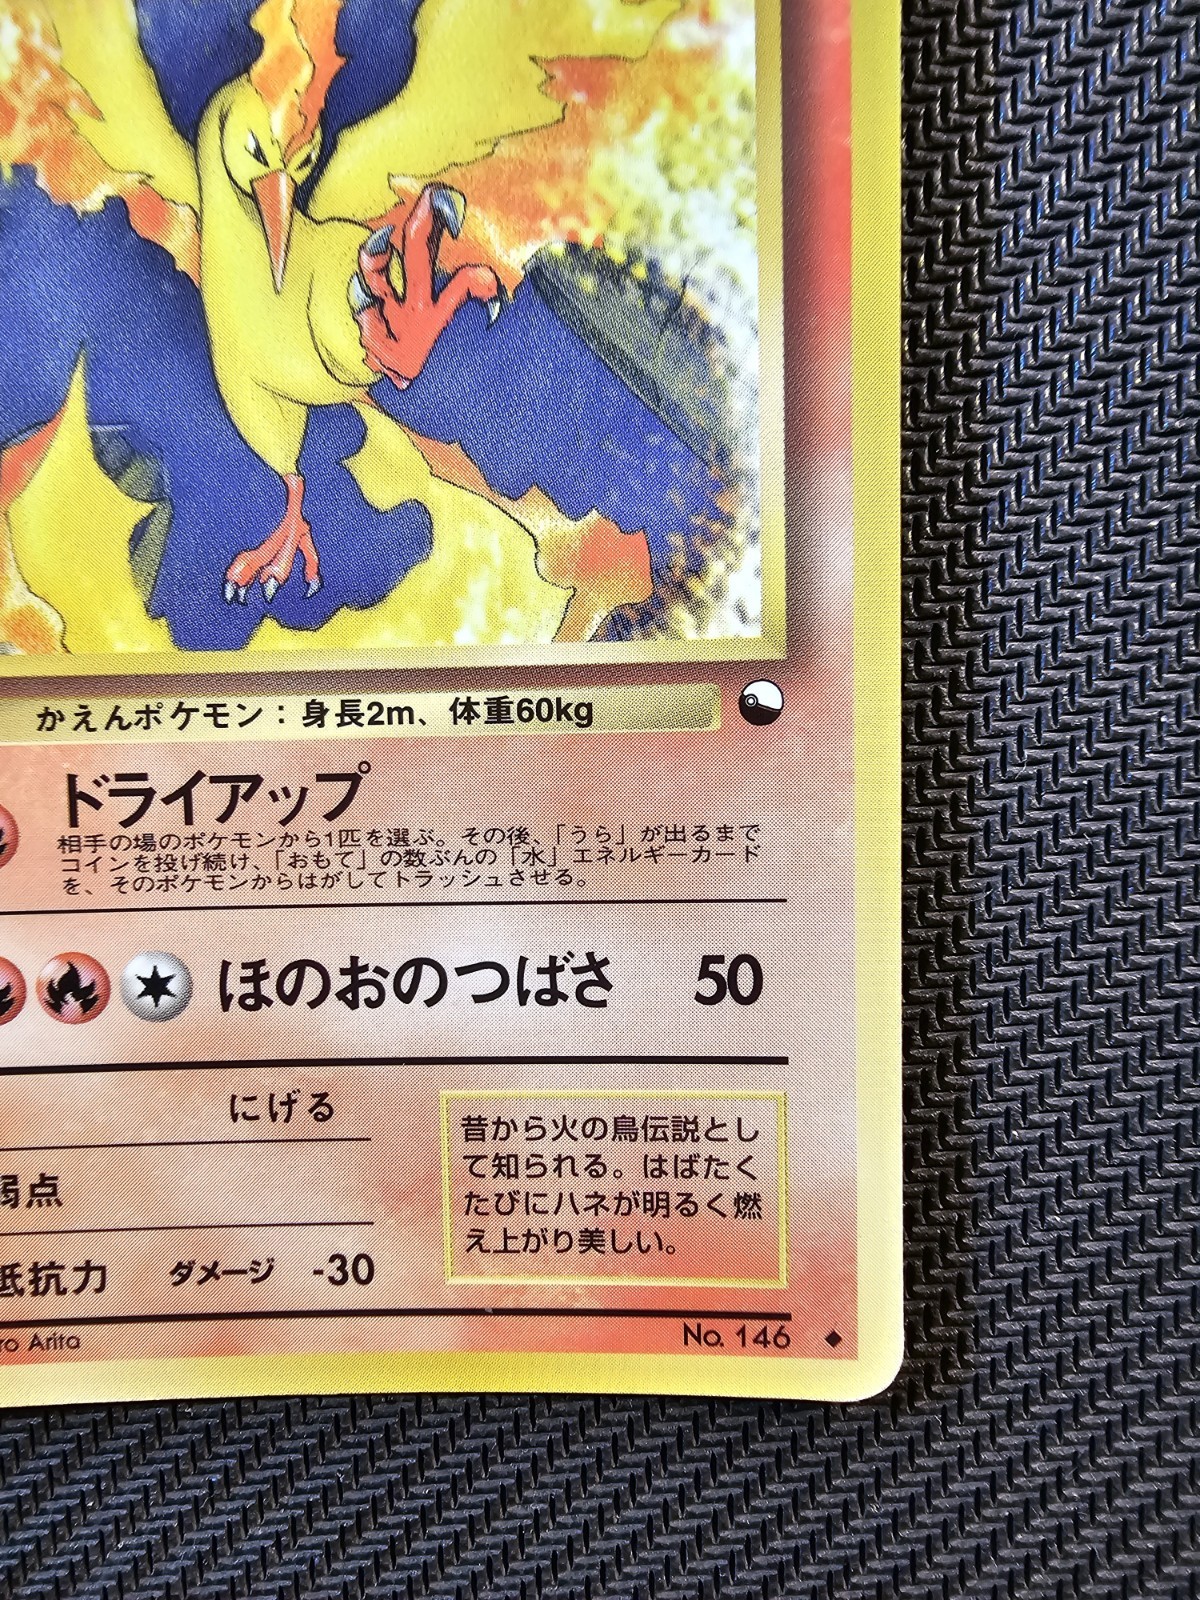 かえんポケモン：身長2m、体重60kg
ドライアップ
相手の場のポケモンから1匹を選ぶ。その後、「うら」が出るまで
コインを投げ続け、「おもて」の数ぶんの「水」エネルギーカード
を、そのポケモンからはがしてトラッシュさせる。
ほのおのつばさ 50
にげる
弱点
抵抗力 ダメージ -30
昔から火の鳥伝説とし
て知られる。はばたく
たびにハネが明るく燃
え上がり美しい。
ro Arita
No. 146 ◆